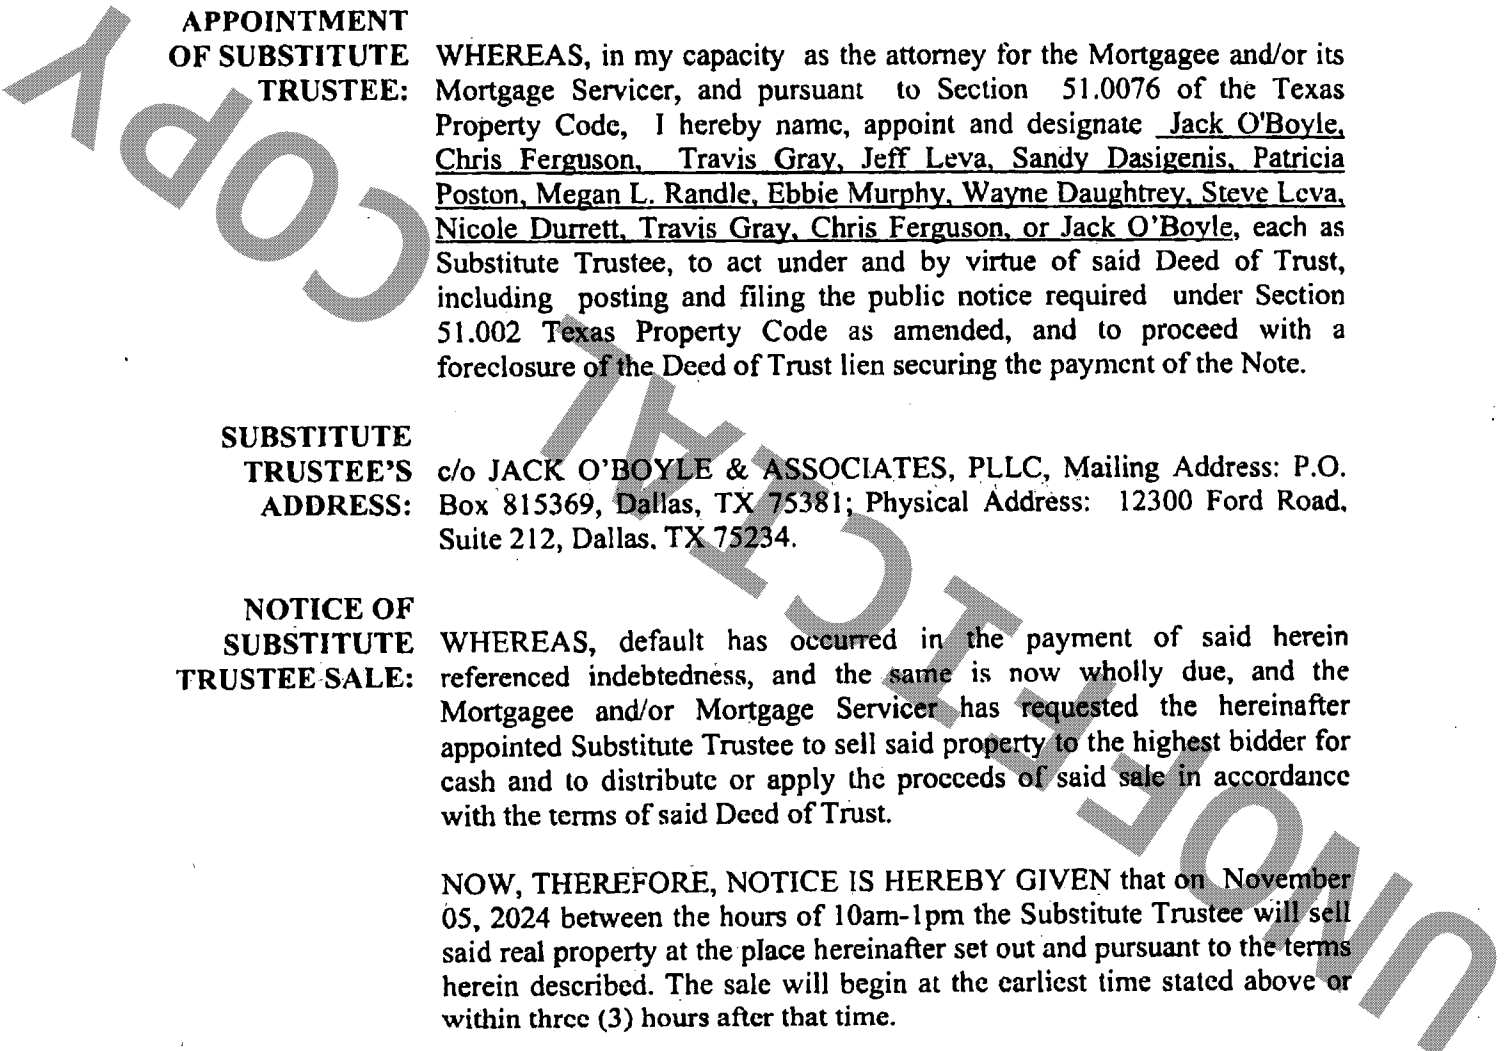 APPOINTMENT
OF SUBSTITUTE
TRUSTEE:
WHEREAS, in my capacity as the attorney for the Mortgagee and/or its
Mortgage Servicer, and pursuant to Section 51.0076 of the Texas
Property Code, I hereby name, appoint and designate Jack O'Boyle,
Chris Ferguson, Travis Gray, Jeff Leva, Sandy Dasigenis, Patricia
Poston, Megan L. Randle, Ebbie Murphy, Wayne Daughtrey, Steve Leva,
Nicole Durrett, Travis Gray, Chris Ferguson, or Jack O'Boyle, each as
Substitute Trustee, to act under and by virtue of said Deed of Trust,
including posting and filing the public notice required under Section
51.002 Texas Property Code as amended, and to proceed with a
foreclosure of the Deed of Trust lien securing the payment of the Note.
SUBSTITUTE
TRUSTEE'S
ADDRESS:
c/o JACK O'BOYLE & ASSOCIATES, PLLC, Mailing Address: P.O.
Box 815369, Dallas, TX 75381; Physical Address: 12300 Ford Road,
Suite 212, Dallas, TX 75234.
NOTICE OF
SUBSTITUTE
TRUSTEE SALE:
WHEREAS, default has occurred in the payment of said herein
referenced indebtedness, and the same is now wholly due, and the
Mortgagee and/or Mortgage Servicer has requested the hereinafter
appointed Substitute Trustee to sell said property to the highest bidder for
cash and to distribute or apply the proceeds of said sale in accordance
with the terms of said Deed of Trust.
NOW, THEREFORE, NOTICE IS HEREBY GIVEN that on November
05, 2024 between the hours of 10am-1pm the Substitute Trustee will sell
said real property at the place hereinafter set out and pursuant to the terms
herein described. The sale will begin at the earliest time stated above or
within three (3) hours after that time.
UNOFFICIAL COPY